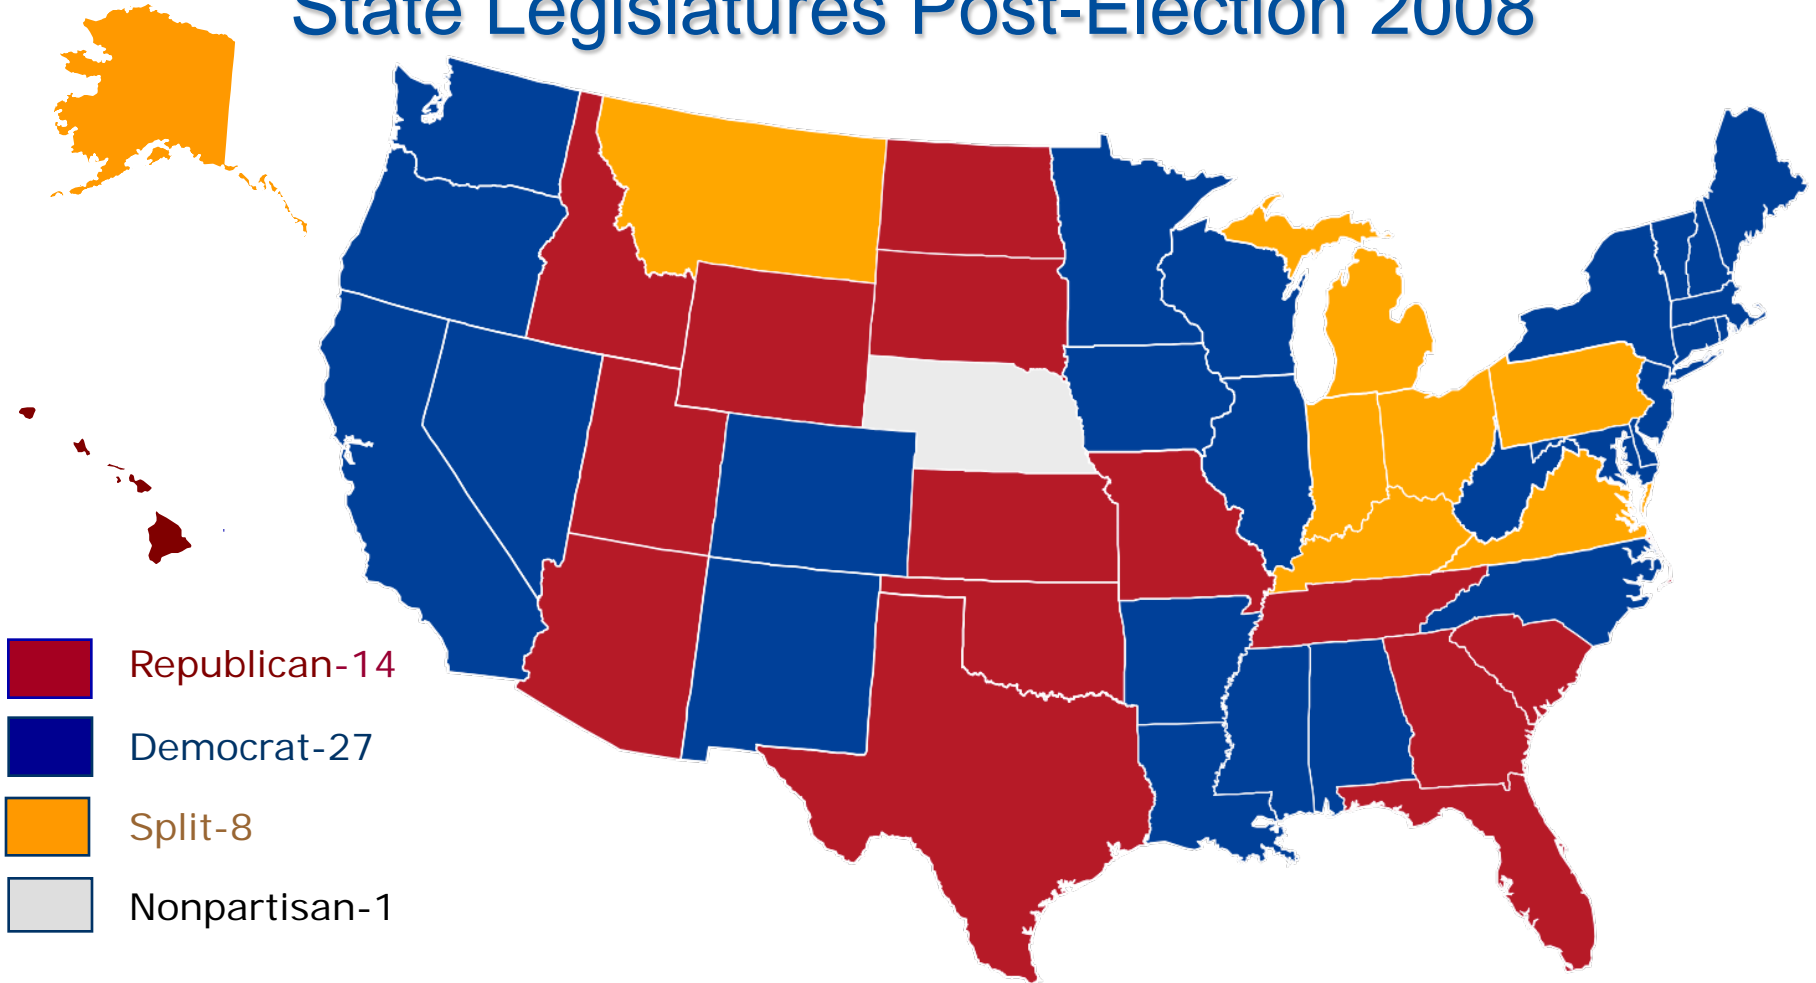 State Legislatures Post-Election 2008
Republican-14
Democrat-27
Split-8
Nonpartisan-1